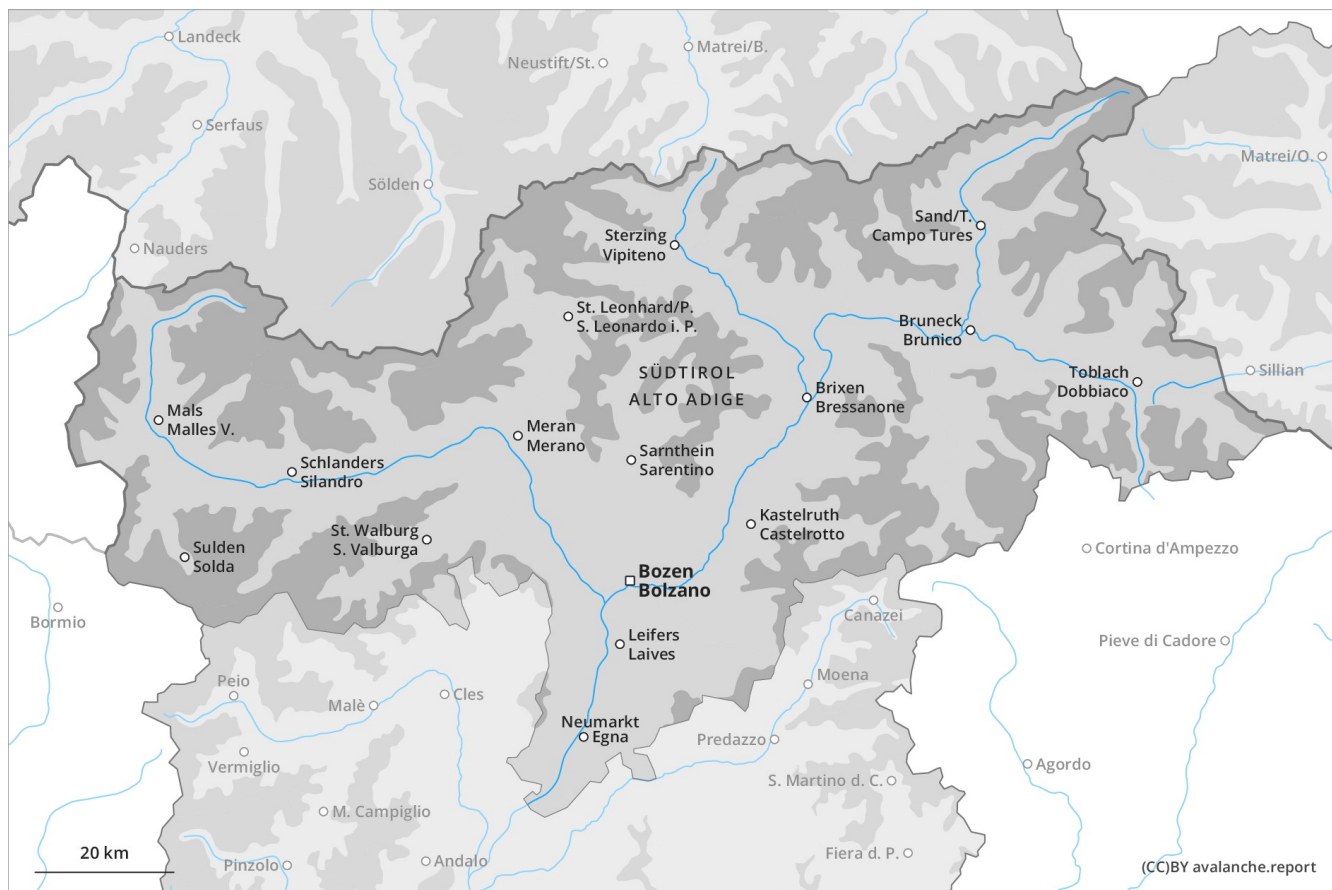 Landeck
Matrei/B.
Neustift/St.
Serfaus
Matrei/O.
Sölden
Sand/T.
Campo Tures
Nauders
Sterzing
Vipiteno
St. Leonhard/P.
S. Leonardo i. P.
Bruneck
Brunico
SÜDTIROL
ALTO ADIGE
Toblach
Dobbiaco
Sillian
Brixen
Bressanone
Mals
Malles V.
Meran
Merano
Schlanders
Silandro
Sarnthein
Sarentino
Kastelruth
Castelrotto
St. Walburg
S. Valburga
Sulden
Solda
Cortina d'Ampezzo
Bozen
Bolzano
Bormio
Canazei
Leifers
Laives
Pieve di Cadore
Peio
Malè
Cles
Moena
Neumarkt
Egna
Predazzo
Vermiglio
Agordo
S. Martino d. C.
M. Campiglio
20 km
Pinzolo
Andalo
Fiera d. P.
(CC)BY avalanche.report